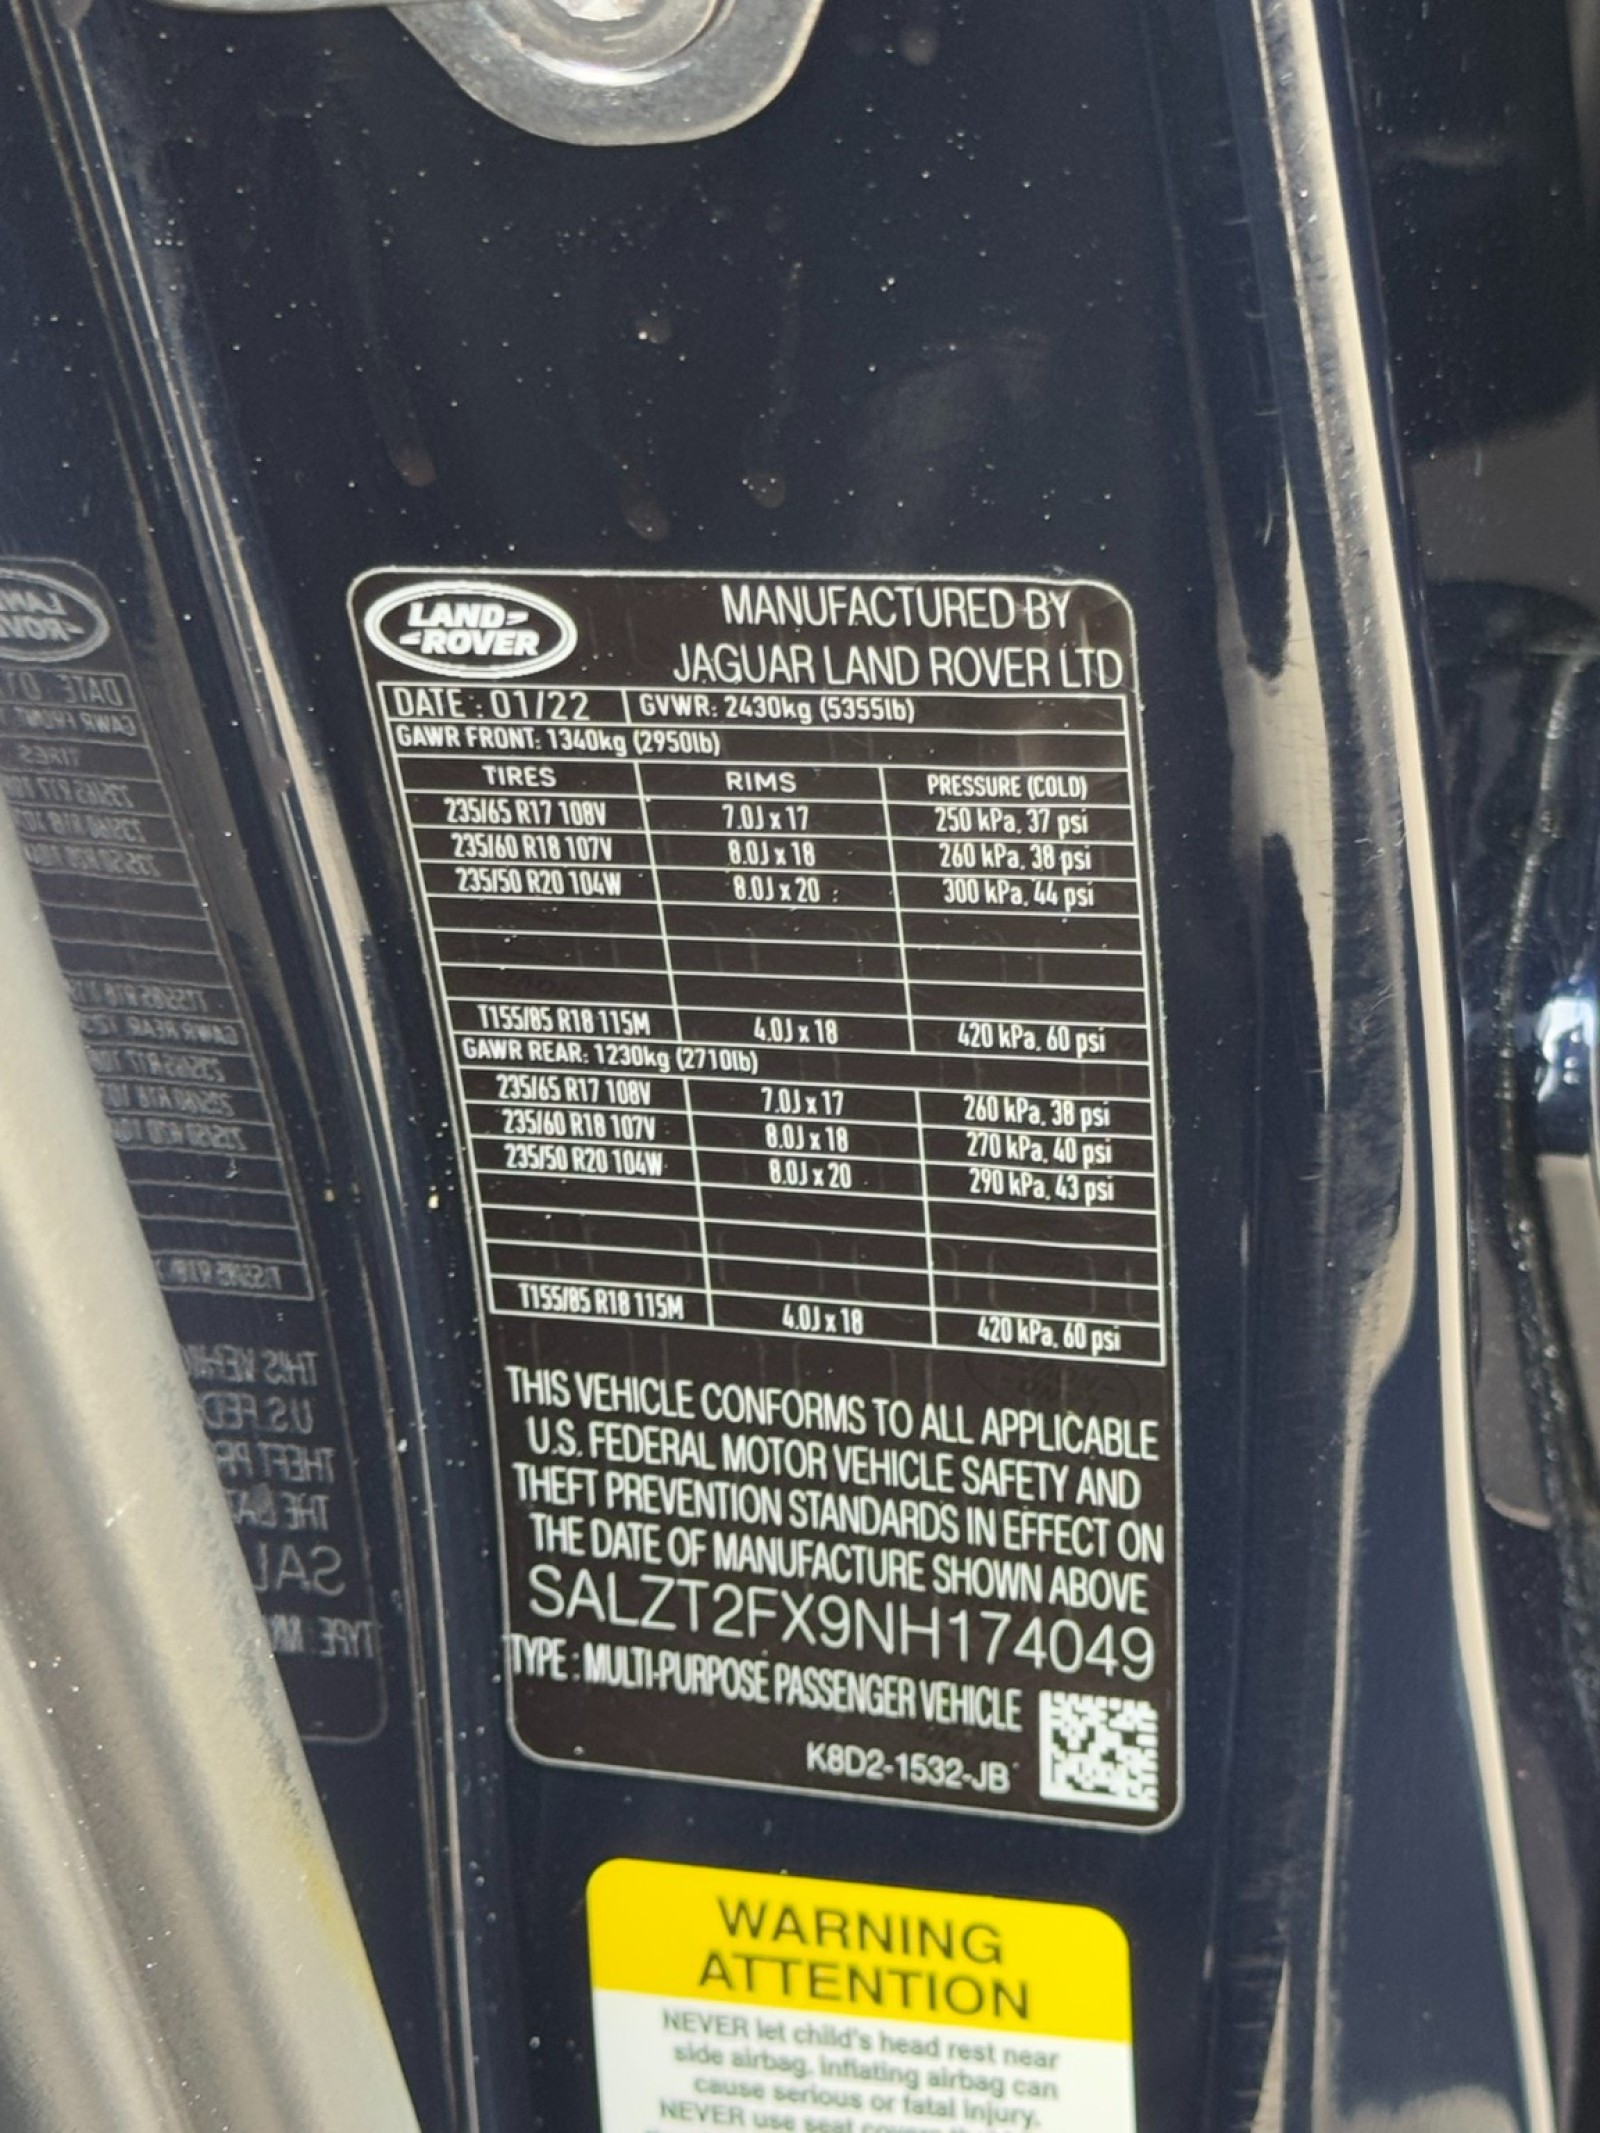 LAND-
-ROVER
MANUFACTURED BY
JAGUAR LAND ROVER LTD
DATE : 01/22 GVWR: 2430kg (5355lb)
GAWR FRONT: 1340kg (2950lb)
TIRES RIMS PRESSURE (COLD)
235/65 R17 108V 7.0J x 17 250 kPa, 37 psi
235/60 R18 107V 8.0J x 18 260 kPa, 38 psi
235/50 R20 104W 8.0J x 20 300 kPa, 44 psi
T155/85 R18 115M 4.0J x 18 420 kPa, 60 psi
GAWR REAR: 1230kg (2710lb)
235/65 R17 108V 7.0J x 17 260 kPa, 38 psi
235/60 R18 107V 8.0J x 18 270 kPa, 40 psi
235/50 R20 104W 8.0J x 20 290 kPa, 43 psi
T155/85 R18 115M 4.0J x 18 420 kPa, 60 psi
THIS VEHICLE CONFORMS TO ALL APPLICABLE
U.S. FEDERAL MOTOR VEHICLE SAFETY AND
THEFT PREVENTION STANDARDS IN EFFECT ON
THE DATE OF MANUFACTURE SHOWN ABOVE
SALZT2FX9NH174049
TYPE : MULTI-PURPOSE PASSENGER VEHICLE
K8D2-1532-JB
WARNING
ATTENTION
NEVER let child's head rest near
side airbag, inflating airbag can
cause serious or fatal injury.
NEVER use seat covers